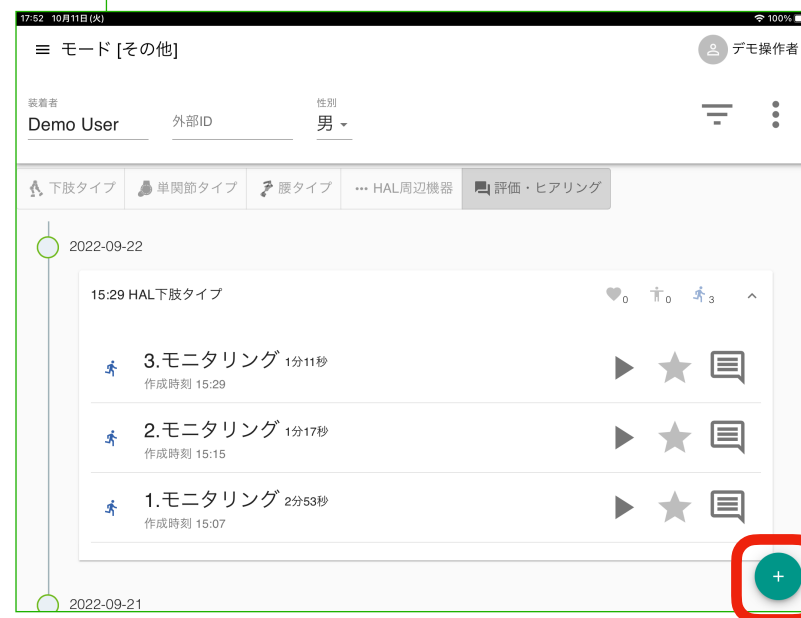 17:52 10月11日(火) 100%
モード [その他] デモ操作者
装着者 性別
Demo User 外部ID 男
下肢タイプ 単関節タイプ 腰タイプ HAL周辺機器 評価・ヒアリング
2022-09-22
15:29 HAL下肢タイプ 0 0 3
3.モニタリング 1分11秒
作成時刻 15:29
2.モニタリング 1分17秒
作成時刻 15:15
1.モニタリング 2分53秒
作成時刻 15:07
+
2022-09-21